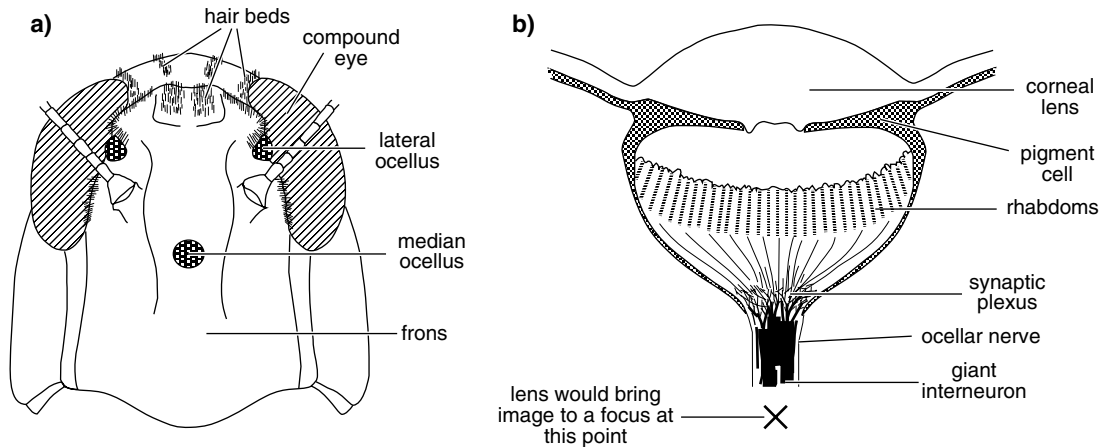 a)
hair beds
compound
eye
lateral
ocellus
median
ocellus
frons
b)
corneal
lens
pigment
cell
rhabdoms
synaptic
plexus
ocellar nerve
giant
interneuron
lens would bring
image to a focus at
this point